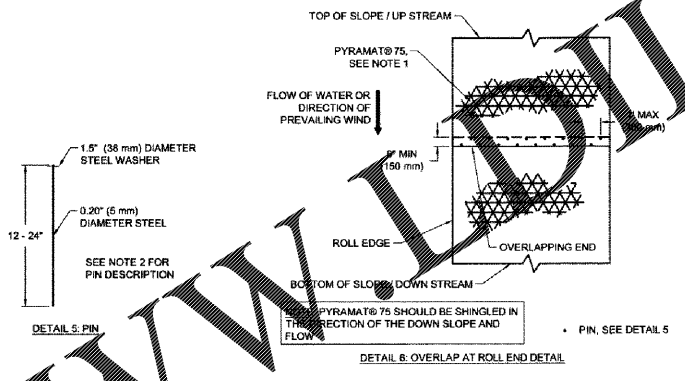 TOP OF SLOPE / UP STREAM
PYRAMAT® 75,
SEE NOTE 1
FLOW OF WATER OR
DIRECTION OF
PREVAILING WIND
MAX
6" MIN
(150 mm)
1.5" (38 mm) DIAMETER
STEEL WASHER
0.20" (5 mm)
DIAMETER STEEL
12 - 24"
SEE NOTE 2 FOR
PIN DESCRIPTION
ROLL EDGE
OVERLAPPING END
BOTTOM OF SLOPE / DOWN STREAM
PYRAMAT® 75 SHOULD BE SHINGLED IN
THE DIRECTION OF THE DOWN SLOPE AND
FLOW
DETAIL 5: PIN
• PIN, SEE DETAIL 5
DETAIL 6: OVERLAP AT ROLL END DETAIL